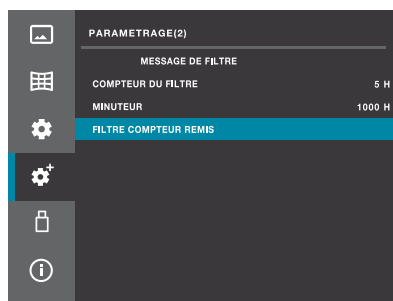 PARAMETRAGE(2)
MESSAGE DE FILTRE
COMPTEUR DU FILTRE 5 H
MINUTEUR 1000 H
FILTRE COMPTEUR REMIS